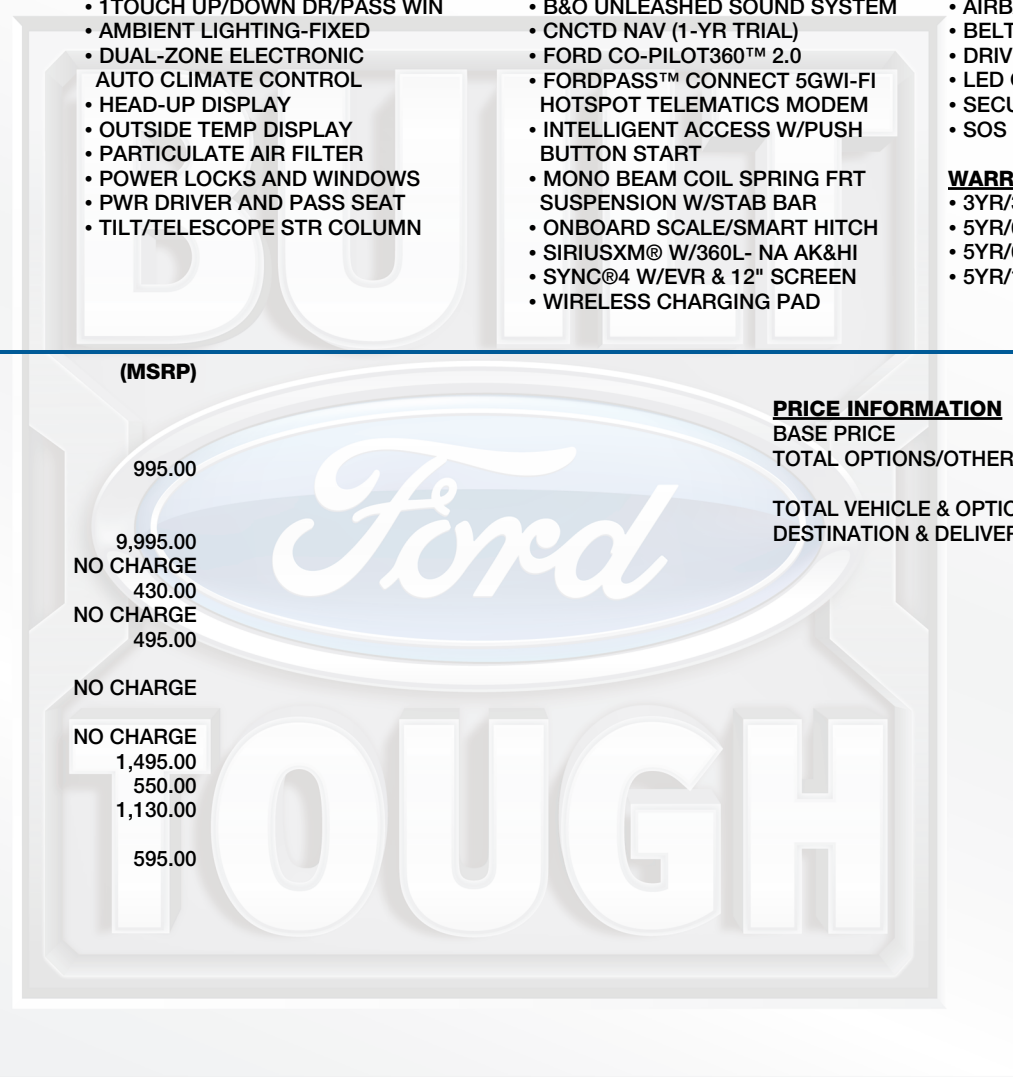 • 1TOUCH UP/DOWN DR/PASS WIN
• AMBIENT LIGHTING-FIXED
• DUAL-ZONE ELECTRONIC
AUTO CLIMATE CONTROL
• HEAD-UP DISPLAY
• OUTSIDE TEMP DISPLAY
• PARTICULATE AIR FILTER
• POWER LOCKS AND WINDOWS
• PWR DRIVER AND PASS SEAT
• TILT/TELESCOPE STR COLUMN
• B&O UNLEASHED SOUND SYSTEM
• CNCTD NAV (1-YR TRIAL)
• FORD CO-PILOT360™ 2.0
• FORDPASS™ CONNECT 5GWI-FI
HOTSPOT TELEMATICS MODEM
• INTELLIGENT ACCESS W/PUSH
BUTTON START
• MONO BEAM COIL SPRING FRT
SUSPENSION W/STAB BAR
• ONBOARD SCALE/SMART HITCH
• SIRIUSXM® W/360L- NA AK&HI
• SYNC®4 W/EVR & 12" SCREEN
• WIRELESS CHARGING PAD
• AIRB
• BELT
• DRIV
• LED
• SECU
• SOS
WARR
• 3YR/
• 5YR/
• 5YR/
• 5YR/
(MSRP)
995.00
9,995.00
NO CHARGE
430.00
NO CHARGE
495.00
NO CHARGE
NO CHARGE
1,495.00
550.00
1,130.00
595.00
PRICE INFORMATION
BASE PRICE
TOTAL OPTIONS/OTHER
TOTAL VEHICLE & OPTIO
DESTINATION & DELIVER
BUILT
Ford
TOUGH